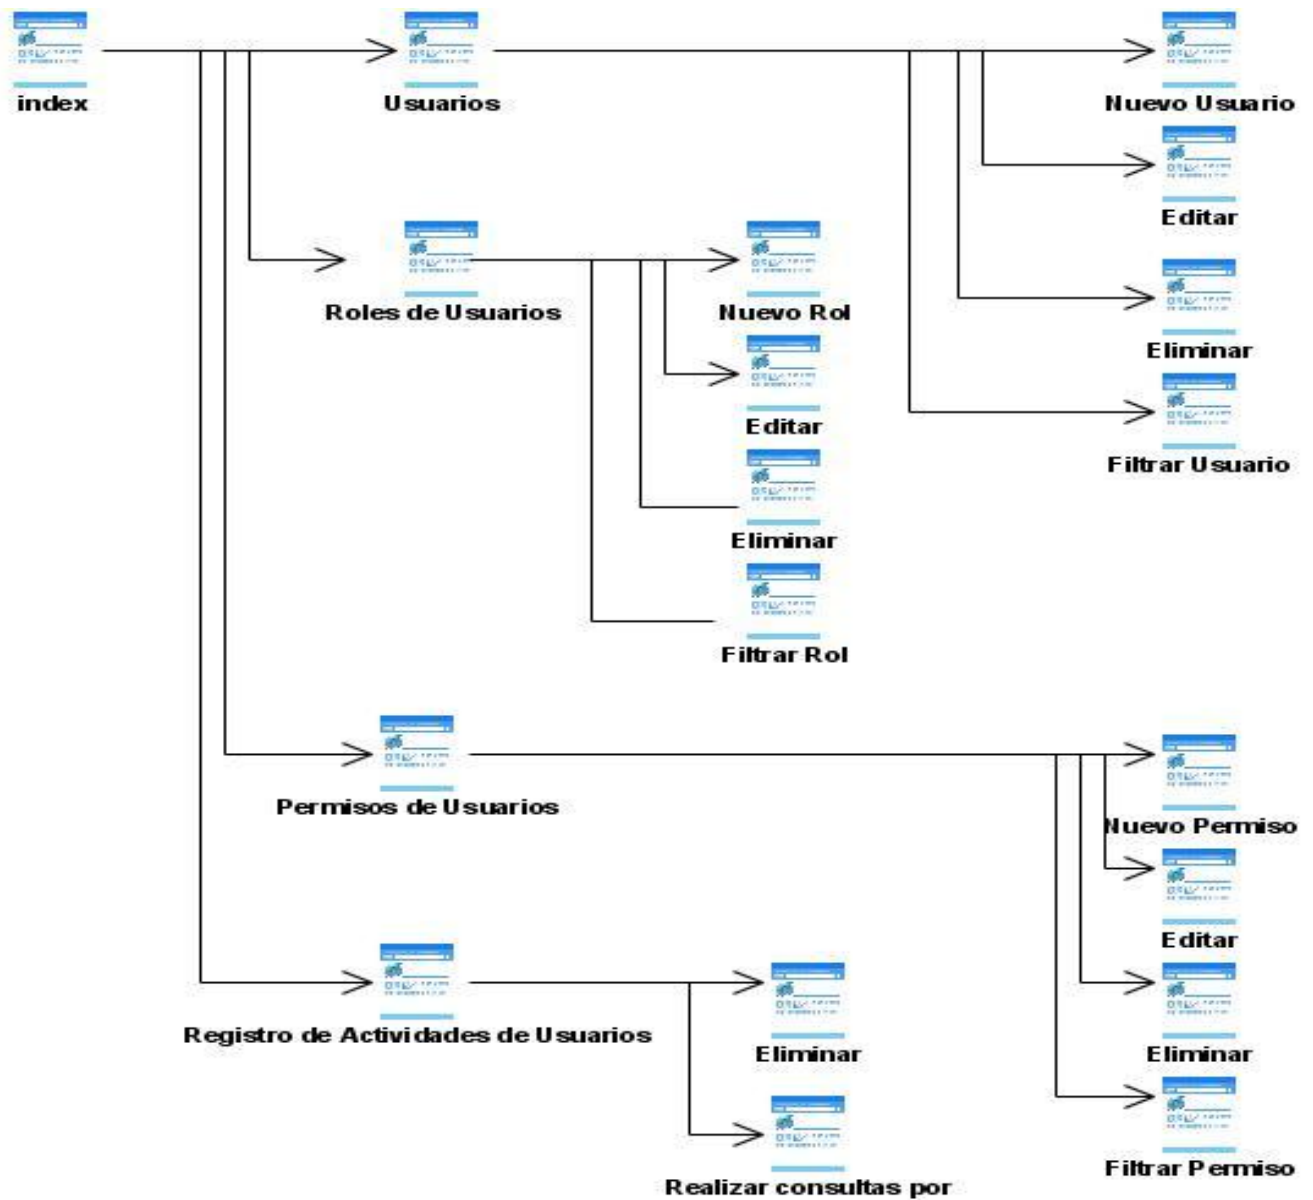 index
Usuarios
Nuevo Usuario
Editar
Eliminar
Filtrar Usuario
Roles de Usuarios
Nuevo Rol
Editar
Eliminar
Filtrar Rol
Permisos de Usuarios
Nuevo Permiso
Editar
Eliminar
Filtrar Permiso
Registro de Actividades de Usuarios
Eliminar
Realizar consultas por